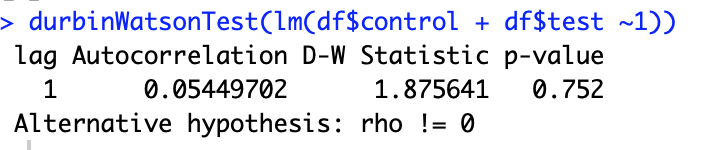 > durbinWatsonTest(lm(df$control + df$test ~1))
lag Autocorrelation D-W Statistic p-value
1 0.05449702 1.875641 0.752
Alternative hypothesis: rho != 0